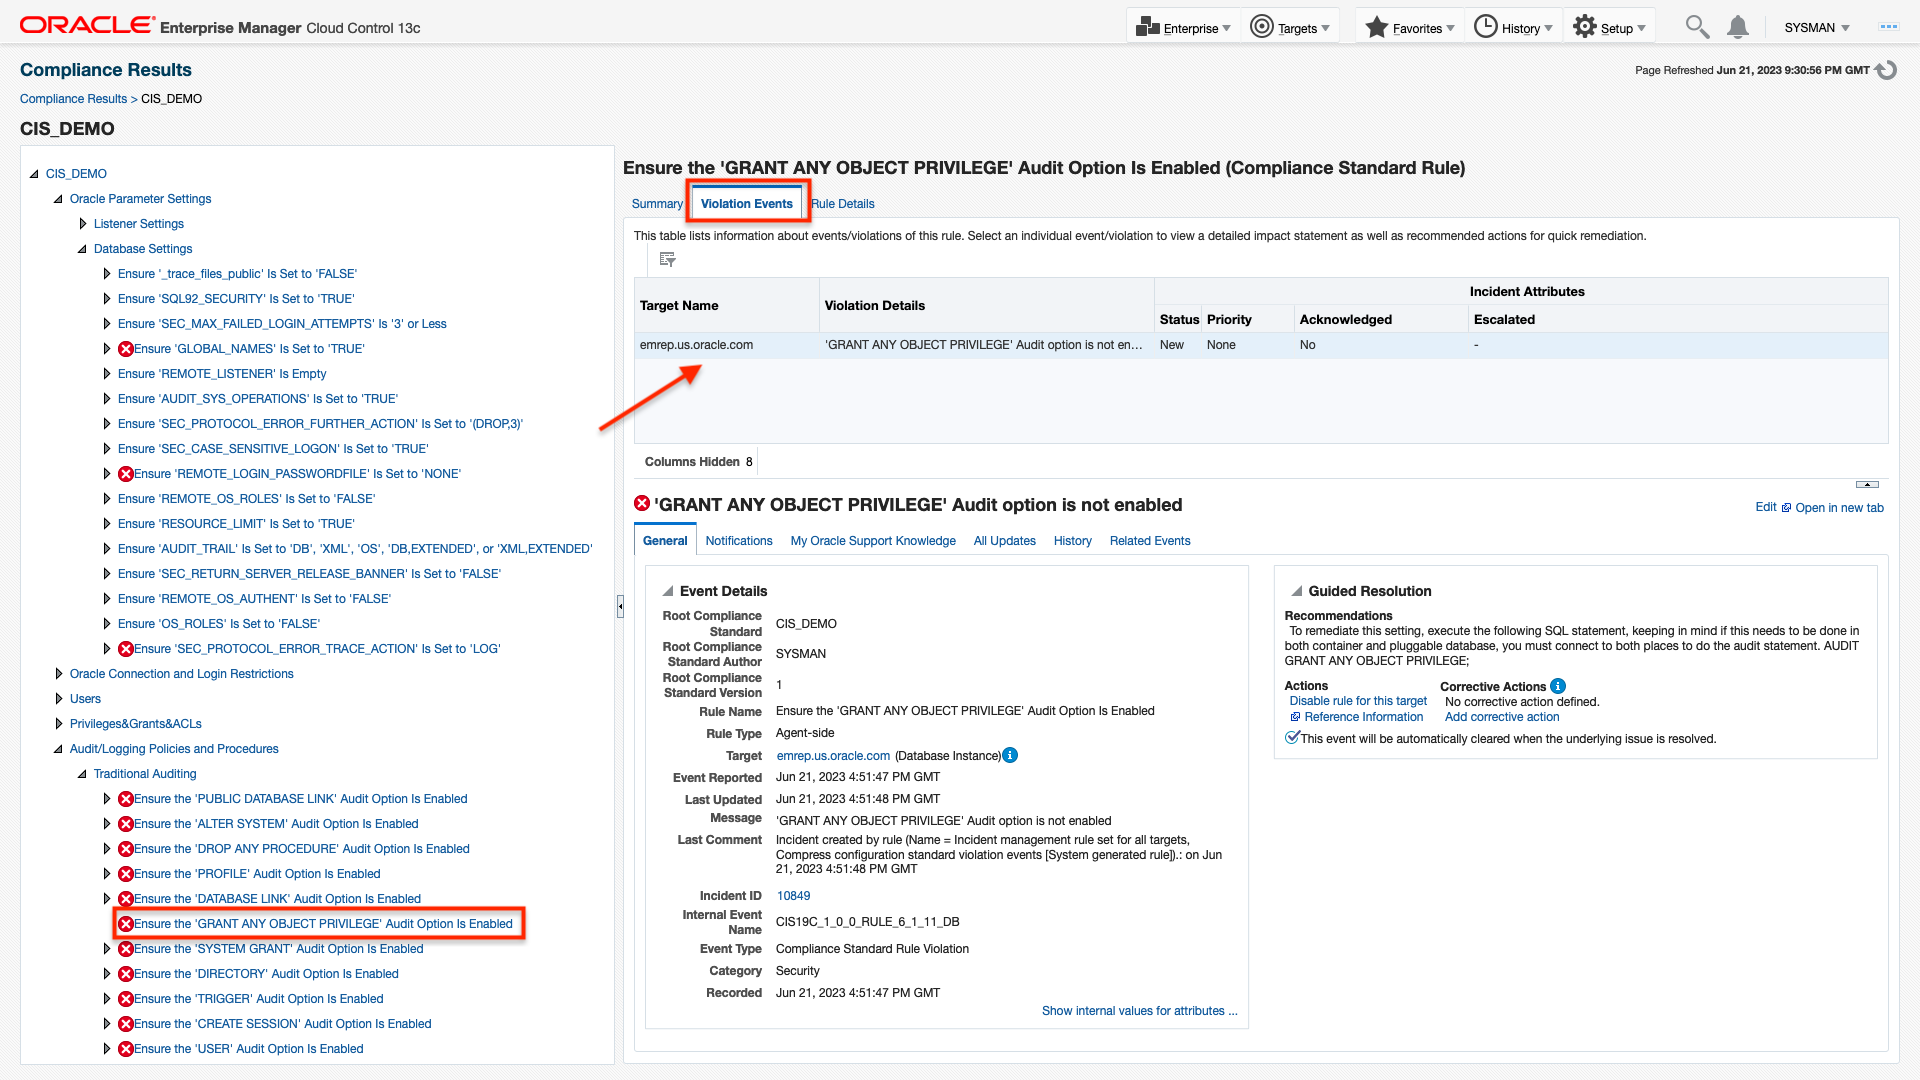 ORACLE Enterprise Manager Cloud Control 13c
Enterprise Targets Favorites History Setup SYSMAN
Compliance Results
Page Refreshed Jun 21, 2023 9:30:56 PM GMT
Compliance Results > CIS_DEMO
CIS_DEMO
CIS_DEMO
Oracle Parameter Settings
Listener Settings
Database Settings
Ensure '_trace_files_public' Is Set to 'FALSE'
Ensure 'SQL92_SECURITY' Is Set to 'TRUE'
Ensure 'SEC_MAX_FAILED_LOGIN_ATTEMPTS' Is '3' or Less
Ensure 'GLOBAL_NAMES' Is Set to 'TRUE'
Ensure 'REMOTE_LISTENER' Is Empty
Ensure 'AUDIT_SYS_OPERATIONS' Is Set to 'TRUE'
Ensure 'SEC_PROTOCOL_ERROR_FURTHER_ACTION' Is Set to '(DROP,3)'
Ensure 'SEC_CASE_SENSITIVE_LOGON' Is Set to 'TRUE'
Ensure 'REMOTE_LOGIN_PASSWORDFILE' Is Set to 'NONE'
Ensure 'REMOTE_OS_ROLES' Is Set to 'FALSE'
Ensure 'RESOURCE_LIMIT' Is Set to 'TRUE'
Ensure 'AUDIT_TRAIL' Is Set to 'DB', 'XML', 'OS', 'DB,EXTENDED', or 'XML,EXTENDED'
Ensure 'SEC_RETURN_SERVER_RELEASE_BANNER' Is Set to 'FALSE'
Ensure 'REMOTE_OS_AUTHENT' Is Set to 'FALSE'
Ensure 'OS_ROLES' Is Set to 'FALSE'
Ensure 'SEC_PROTOCOL_ERROR_TRACE_ACTION' Is Set to 'LOG'
Oracle Connection and Login Restrictions
Users
Privileges&Grants&ACLs
Audit/Logging Policies and Procedures
Traditional Auditing
Ensure the 'PUBLIC DATABASE LINK' Audit Option Is Enabled
Ensure the 'ALTER SYSTEM' Audit Option Is Enabled
Ensure the 'DROP ANY PROCEDURE' Audit Option Is Enabled
Ensure the 'PROFILE' Audit Option Is Enabled
Ensure the 'DATABASE LINK' Audit Option Is Enabled
Ensure the 'GRANT ANY OBJECT PRIVILEGE' Audit Option Is Enabled
Ensure the 'SYSTEM GRANT' Audit Option Is Enabled
Ensure the 'DIRECTORY' Audit Option Is Enabled
Ensure the 'TRIGGER' Audit Option Is Enabled
Ensure the 'CREATE SESSION' Audit Option Is Enabled
Ensure the 'USER' Audit Option Is Enabled
Ensure the 'GRANT ANY OBJECT PRIVILEGE' Audit Option Is Enabled (Compliance Standard Rule)
Summary Violation Events Rule Details
This table lists information about events/violations of this rule. Select an individual event/violation to view a detailed impact statement as well as recommended actions for quick remediation.
Incident Attributes
Target Name Violation Details
Status Priority Acknowledged Escalated
emrep.us.oracle.com 'GRANT ANY OBJECT PRIVILEGE' Audit option is not en... New None No -
Columns Hidden 8
'GRANT ANY OBJECT PRIVILEGE' Audit option is not enabled
Edit Open in new tab
General Notifications My Oracle Support Knowledge All Updates History Related Events
Event Details
Root Compliance Standard CIS_DEMO
Root Compliance Standard Author SYSMAN
Root Compliance Standard Version 1
Rule Name Ensure the 'GRANT ANY OBJECT PRIVILEGE' Audit Option Is Enabled
Rule Type Agent-side
Target emrep.us.oracle.com (Database Instance)
Event Reported Jun 21, 2023 4:51:47 PM GMT
Last Updated Jun 21, 2023 4:51:48 PM GMT
Message 'GRANT ANY OBJECT PRIVILEGE' Audit option is not enabled
Last Comment Incident created by rule (Name = Incident management rule set for all targets,
Compress configuration standard violation events [System generated rule]).: on Jun
21, 2023 4:51:48 PM GMT
Incident ID 10849
Internal Event Name CIS19C_1_0_0_RULE_6_1_11_DB
Event Type Compliance Standard Rule Violation
Category Security
Recorded Jun 21, 2023 4:51:47 PM GMT
Show internal values for attributes ...
Guided Resolution
Recommendations
To remediate this setting, execute the following SQL statement, keeping in mind if this needs to be done in
both container and pluggable database, you must connect to both places to do the audit statement. AUDIT
GRANT ANY OBJECT PRIVILEGE;
Actions
Disable rule for this target
Reference Information
Corrective Actions
No corrective action defined.
Add corrective action
This event will be automatically cleared when the underlying issue is resolved.